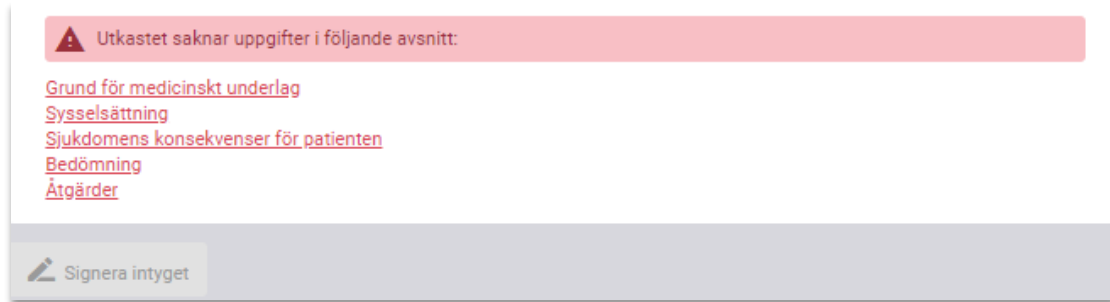 Utkastet saknar uppgifter i följande avsnitt:
Grund för medicinskt underlag
Sysselsättning
Sjukdomens konsekvenser för patienten
Bedömning
Åtgärder
Signera intyget